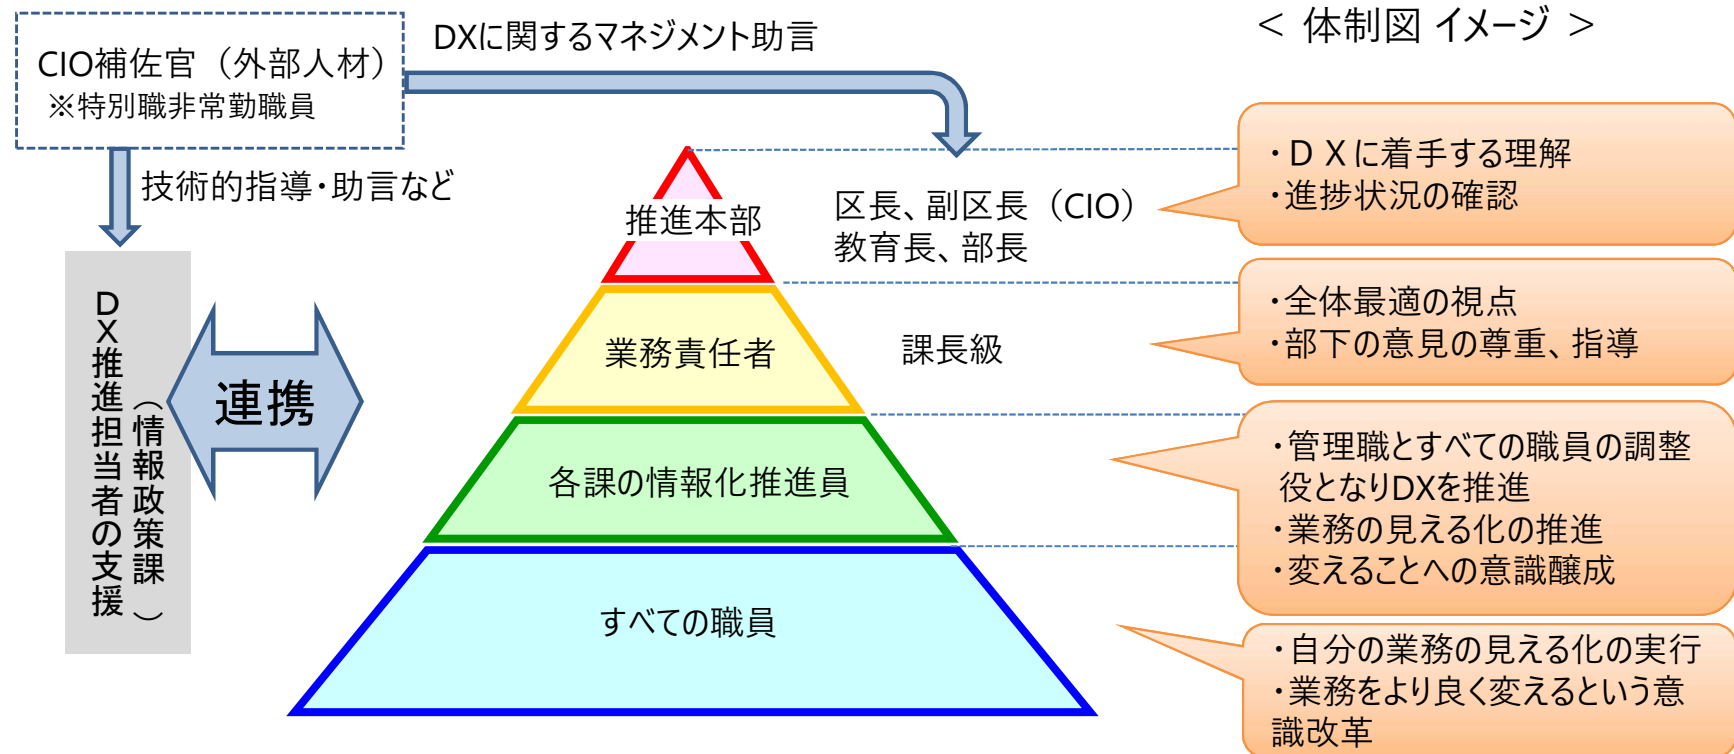 ＜ 体制図 イメージ ＞
DXに関するマネジメント助言
CIO補佐官（外部人材）
※特別職非常勤職員
技術的指導・助言など
DX推進担当者の支援
（情報政策課）
連携
推進本部
区長、副区長（CIO）
教育長、部長
・ＤＸに着手する理解
・進捗状況の確認
業務責任者
課長級
・全体最適の視点
・部下の意見の尊重、指導
各課の情報化推進員
・管理職とすべての職員の調整
役となりDXを推進
・業務の見える化の推進
・変えることへの意識醸成
すべての職員
・自分の業務の見える化の実行
・業務をより良く変えるという意
識改革